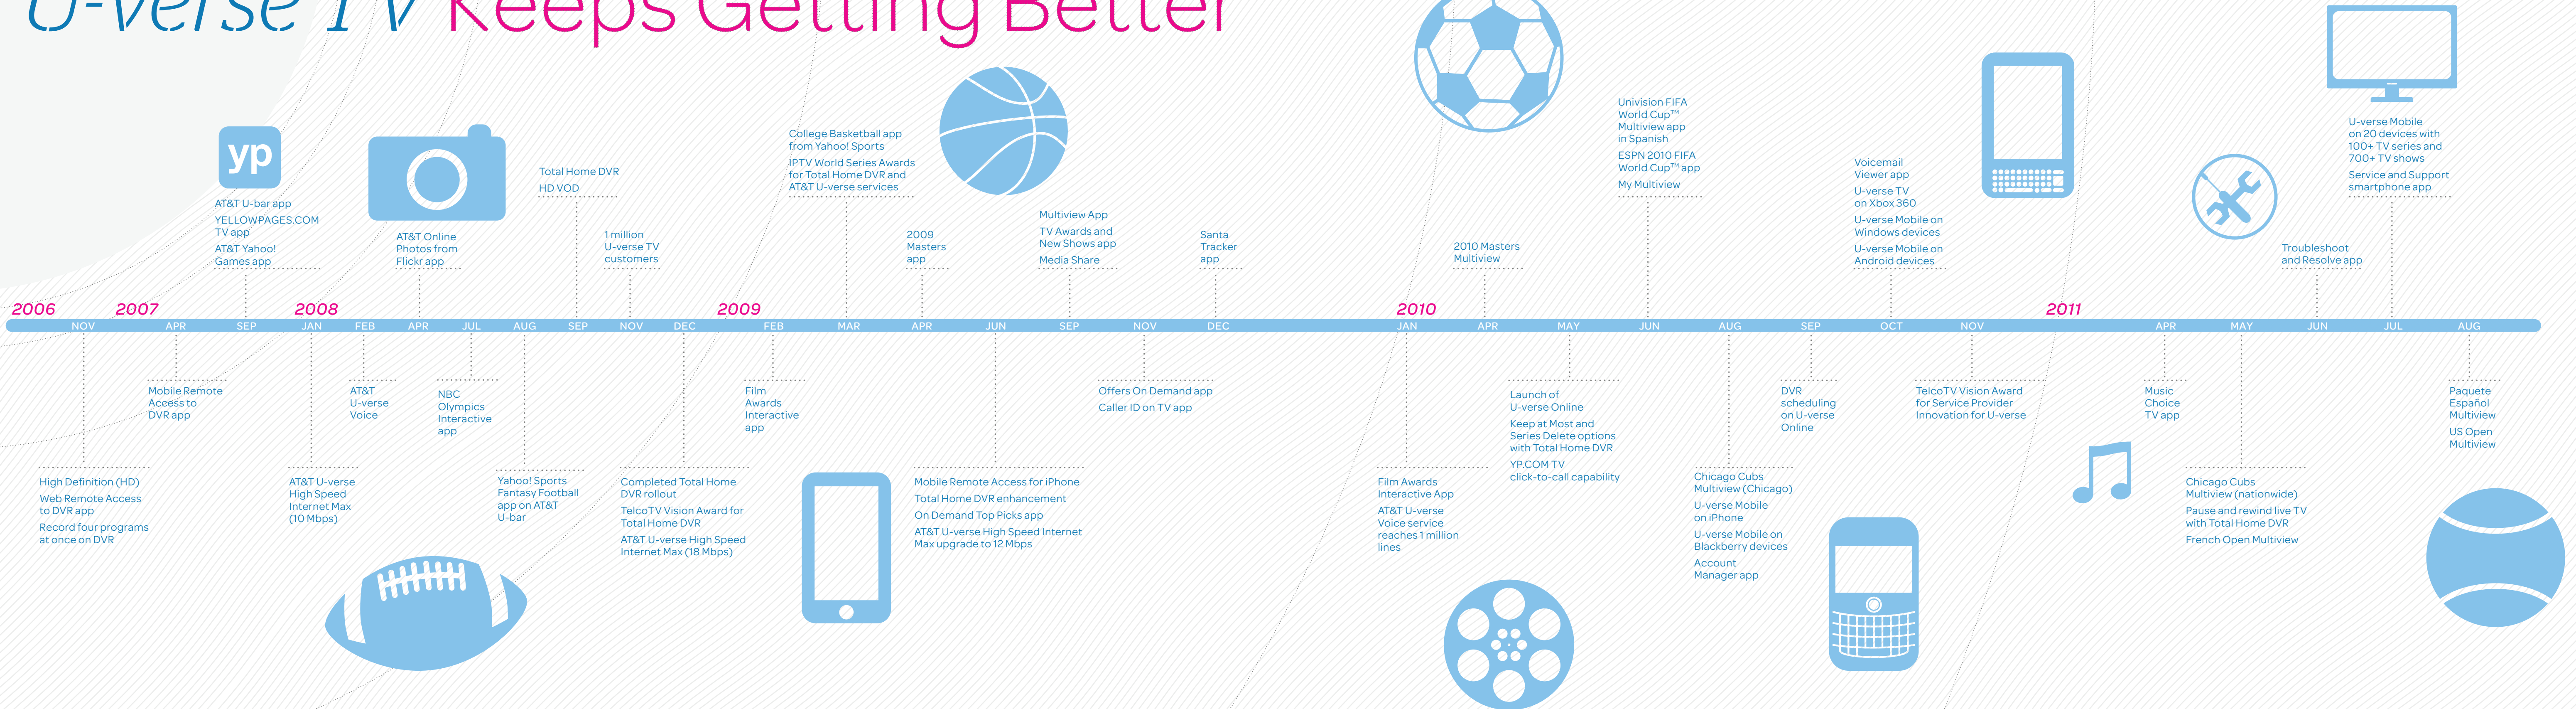 U-verse TV Keeps Getting Better
yp
AT&T U-bar app
YELLOWPAGES.COM
TV app
AT&T Yahoo!
Games app
AT&T Online
Photos from
Flickr app
Total Home DVR
HD VOD
1 million
U-verse TV
customers
College Basketball app
from Yahoo! Sports
IPTV World Series Awards
for Total Home DVR and
AT&T U-verse services
2009
Masters
app
Multiview App
TV Awards and
New Shows app
Media Share
Santa
Tracker
app
2010 Masters
Multiview
Univision FIFA
World Cup™
Multiview app
in Spanish
ESPN 2010 FIFA
World Cup™ app
My Multiview
Voicemail
Viewer app
U-verse TV
on Xbox 360
U-verse Mobile on
Windows devices
U-verse Mobile on
Android devices
Troubleshoot
and Resolve app
U-verse Mobile
on 20 devices with
100+ TV series and
700+ TV shows
Service and Support
smartphone app
2006 2007 2008 2009 2010 2011
NOV APR SEP JAN FEB APR JUL AUG SEP NOV DEC FEB MAR APR JUN SEP NOV DEC JAN APR MAY JUN AUG SEP OCT NOV APR MAY JUN JUL AUG
High Definition (HD)
Web Remote Access
to DVR app
Record four programs
at once on DVR
Mobile Remote
Access to
DVR app
AT&T U-verse
High Speed
Internet Max
(10 Mbps)
AT&T
U-verse
Voice
NBC
Olympics
Interactive
app
Yahoo! Sports
Fantasy Football
app on AT&T
U-bar
Completed Total Home
DVR rollout
TelcoTV Vision Award for
Total Home DVR
AT&T U-verse High Speed
Internet Max (18 Mbps)
Film
Awards
Interactive
app
Mobile Remote Access for iPhone
Total Home DVR enhancement
On Demand Top Picks app
AT&T U-verse High Speed Internet
Max upgrade to 12 Mbps
Offers On Demand app
Caller ID on TV app
Film Awards
Interactive App
AT&T U-verse
Voice service
reaches 1 million
lines
Launch of
U-verse Online
Keep at Most and
Series Delete options
with Total Home DVR
YP.COM TV
click-to-call capability
Chicago Cubs
Multiview (Chicago)
U-verse Mobile
on iPhone
U-verse Mobile on
Blackberry devices
Account
Manager app
DVR
scheduling
on U-verse
Online
TelcoTV Vision Award
for Service Provider
Innovation for U-verse
Music
Choice
TV app
Chicago Cubs
Multiview (nationwide)
Pause and rewind live TV
with Total Home DVR
French Open Multiview
Paquete
Español
Multiview
US Open
Multiview